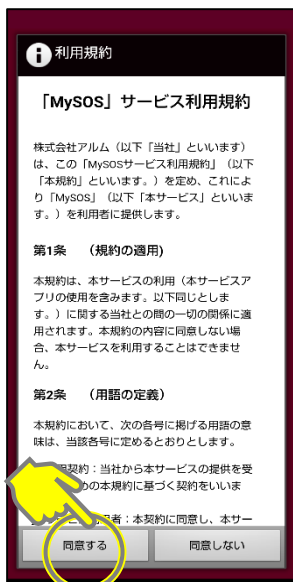 利用規約
「MySOS」サービス利用規約
株式会社アルム（以下「当社」といいます）
は、この「MySOSサービス利用規約」（以下
「本規約」といいます。）を定め、これによ
り「MySOS」（以下「本サービス」といいま
す。）を利用者に提供します。
第1条　（規約の適用)
本規約は、本サービスの利用（本サービスア
プリの使用を含みます。以下同じとしま
す。）に関する当社との間の一切の関係に適
用されます。本規約の内容に同意しない場
合、本サービスを利用することはできませ
ん。
第2条　（用語の定義）
本規約において、次の各号に掲げる用語の意
味は、当該各号に定めるとおりとします。
契約：当社から本サービスの提供を受
の本規約に基づく契約をいいま
者：本契約に同意し、本サー
同意する
同意しない